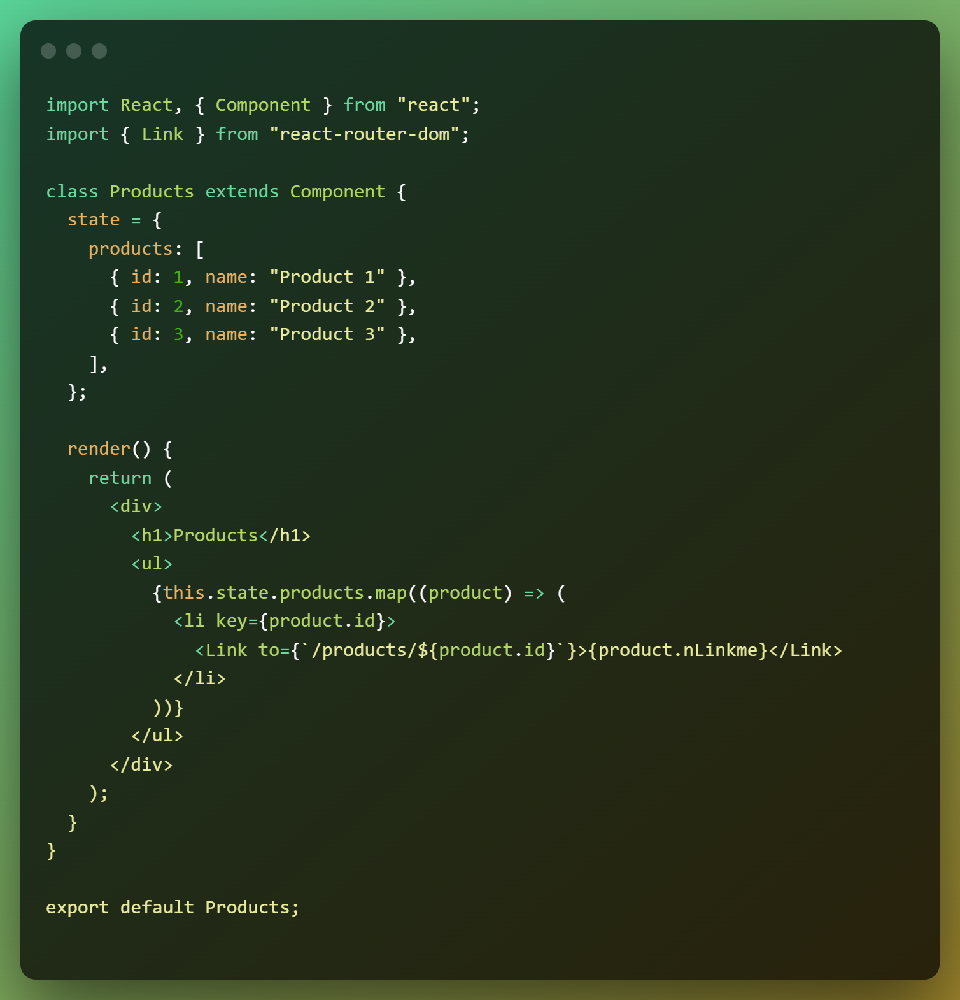 import React, { Component } from "react";
import { Link } from "react-router-dom";

class Products extends Component {
  state = {
    products: [
      { id: 1, name: "Product 1" },
      { id: 2, name: "Product 2" },
      { id: 3, name: "Product 3" },
    ],
  };

  render() {
    return (
      <div>
        <h1>Products</h1>
        <ul>
          {this.state.products.map((product) => (
            <li key={product.id}>
              <Link to={`/products/${product.id}`}>{product.nLinkme}</Link>
            </li>
          ))}
        </ul>
      </div>
    );
  }
}

export default Products;